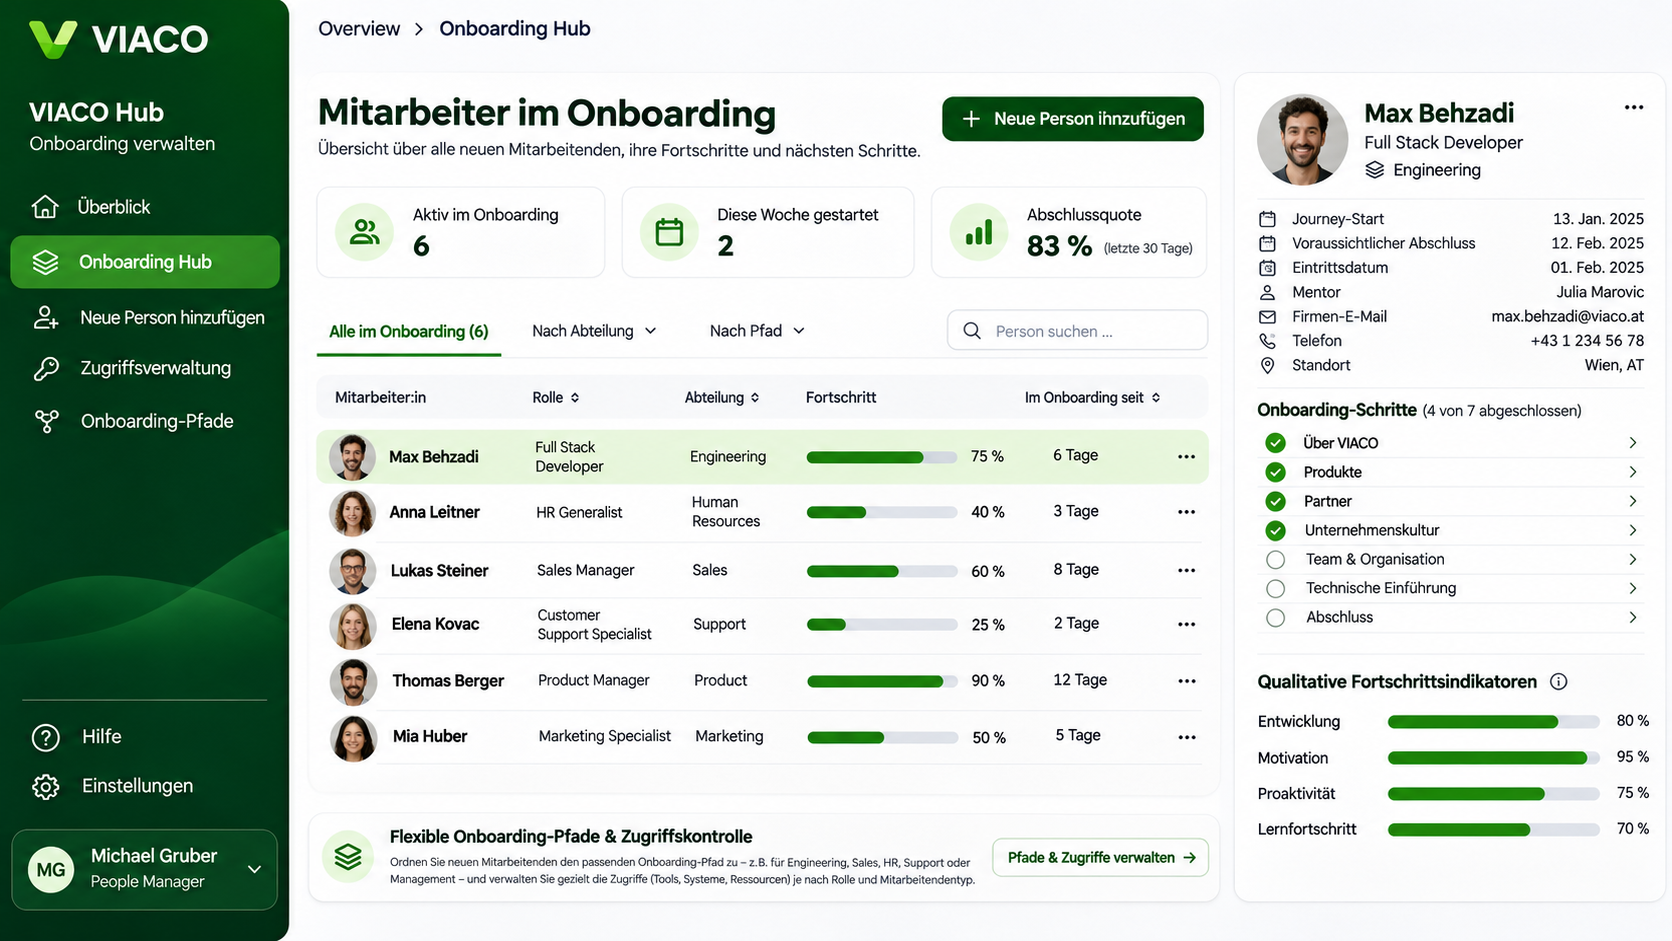 VIACO
VIACO Hub
Onboarding verwalten
Überblick
Onboarding Hub
Neue Person hinzufügen
Zugriffsverwaltung
Onboarding-Pfade
Hilfe
Einstellungen
MG
Michael Gruber
People Manager
Overview > Onboarding Hub
Mitarbeiter im Onboarding
Übersicht über alle neuen Mitarbeitenden, ihre Fortschritte und nächsten Schritte.
+ Neue Person ihnzufügen
Aktiv im Onboarding
6
Diese Woche gestartet
2
Abschlussquote
83 % (letzte 30 Tage)
Alle im Onboarding (6) Nach Abteilung Nach Pfad
Person suchen ...
Mitarbeiter:in Rolle Abteilung Fortschritt Im Onboarding seit
Max Behzadi Full Stack Developer Engineering 75 % 6 Tage
Anna Leitner HR Generalist Human Resources 40 % 3 Tage
Lukas Steiner Sales Manager Sales 60 % 8 Tage
Elena Kovac Customer Support Specialist Support 25 % 2 Tage
Thomas Berger Product Manager Product 90 % 12 Tage
Mia Huber Marketing Specialist Marketing 50 % 5 Tage
Flexible Onboarding-Pfade & Zugriffskontrolle
Ordnen Sie neuen Mitarbeitenden den passenden Onboarding-Pfad zu – z.B. für Engineering, Sales, HR, Support oder
Management – und verwalten Sie gezielt die Zugriffe (Tools, Systeme, Ressourcen) je nach Rolle und Mitarbeitendentyp.
Pfade & Zugriffe verwalten →
Max Behzadi
Full Stack Developer
Engineering
Journey-Start 13. Jan. 2025
Voraussichtlicher Abschluss 12. Feb. 2025
Eintrittsdatum 01. Feb. 2025
Mentor Julia Marovic
Firmen-E-Mail max.behzadi@viaco.at
Telefon +43 1 234 56 78
Standort Wien, AT
Onboarding-Schritte (4 von 7 abgeschlossen)
Über VIACO
Produkte
Partner
Unternehmenskultur
Team & Organisation
Technische Einführung
Abschluss
Qualitative Fortschrittsindikatoren
Entwicklung 80 %
Motivation 95 %
Proaktivität 75 %
Lernfortschritt 70 %